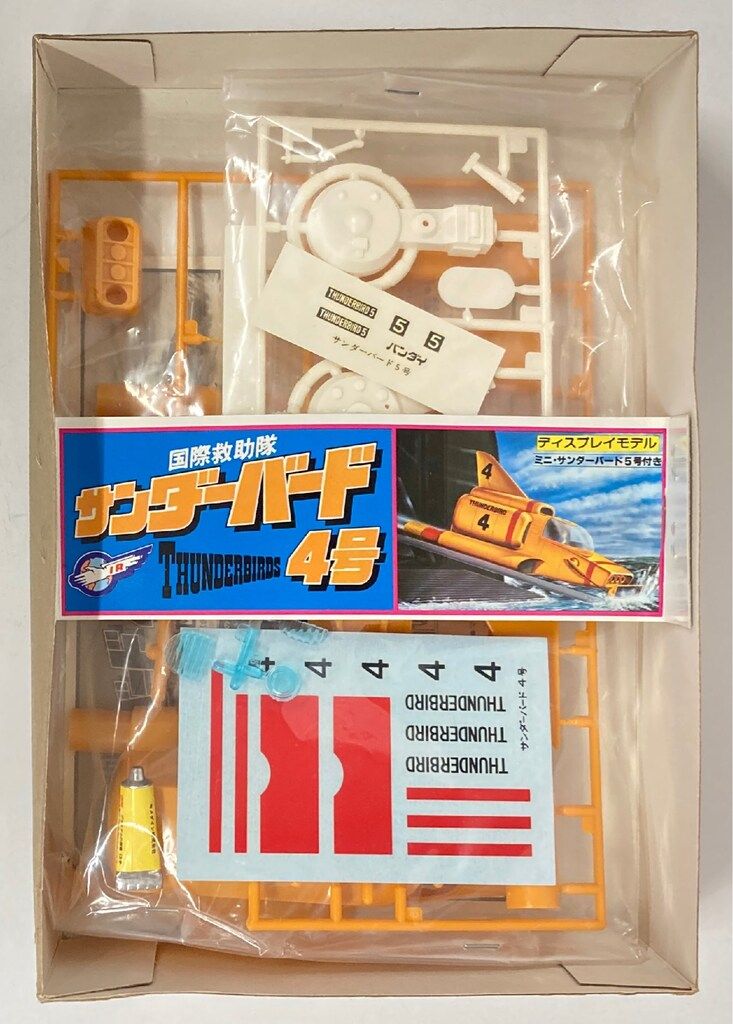 THUNDERBIRD 5
THUNDERBIRD 5
5 5
バンダイ
サンダーバード5号
国際救助隊
サンダーバード
IR
THUNDERBIRDS 4号
ディスプレイモデル
ミニ・サンダーバード5号付き
4
THUNDERBIRD
4
4 4 4 4 4
THUNDERBIRD
THUNDERBIRD
THUNDERBIRD
サンダーバード4号